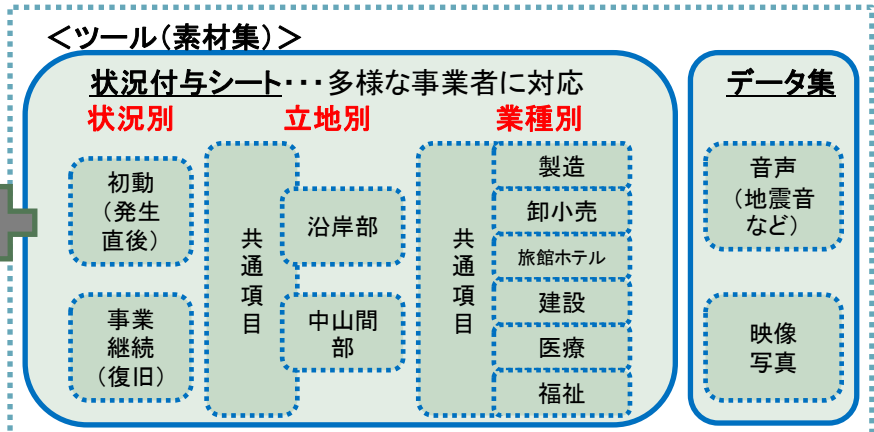 ＜ツール（素材集）＞
状況付与シート・・・多様な事業者に対応
状況別
立地別
業種別
初動
（発生
直後）
事業
継続
（復旧）
共
通
項
目
沿岸部
中山間
部
共
通
項
目
製造
卸小売
旅館ホテル
建設
医療
福祉
データ集
音声
（地震音
など）
映像
写真